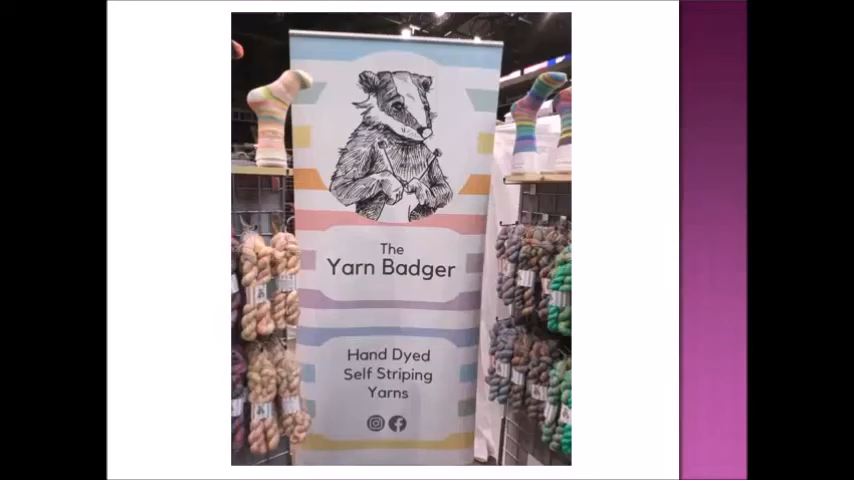 The
Yarn Badger
Hand Dyed
Self Striping
Yarns